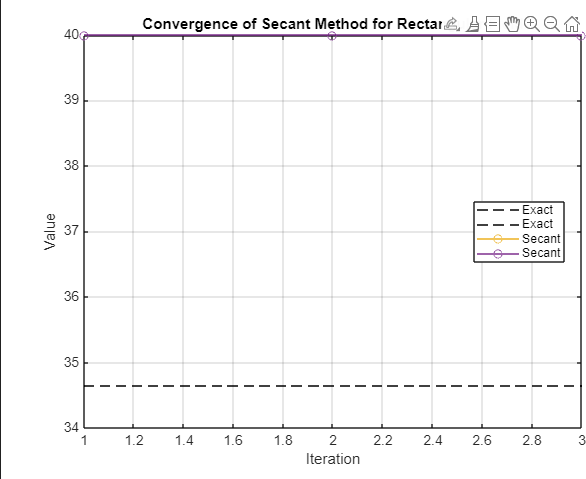 Convergence of Secant Method for Rectan
40
39
38
37
36
35
34
Value
Exact
Exact
Secant
Secant
1 1.2 1.4 1.6 1.8 2 2.2 2.4 2.6 2.8 3
Iteration